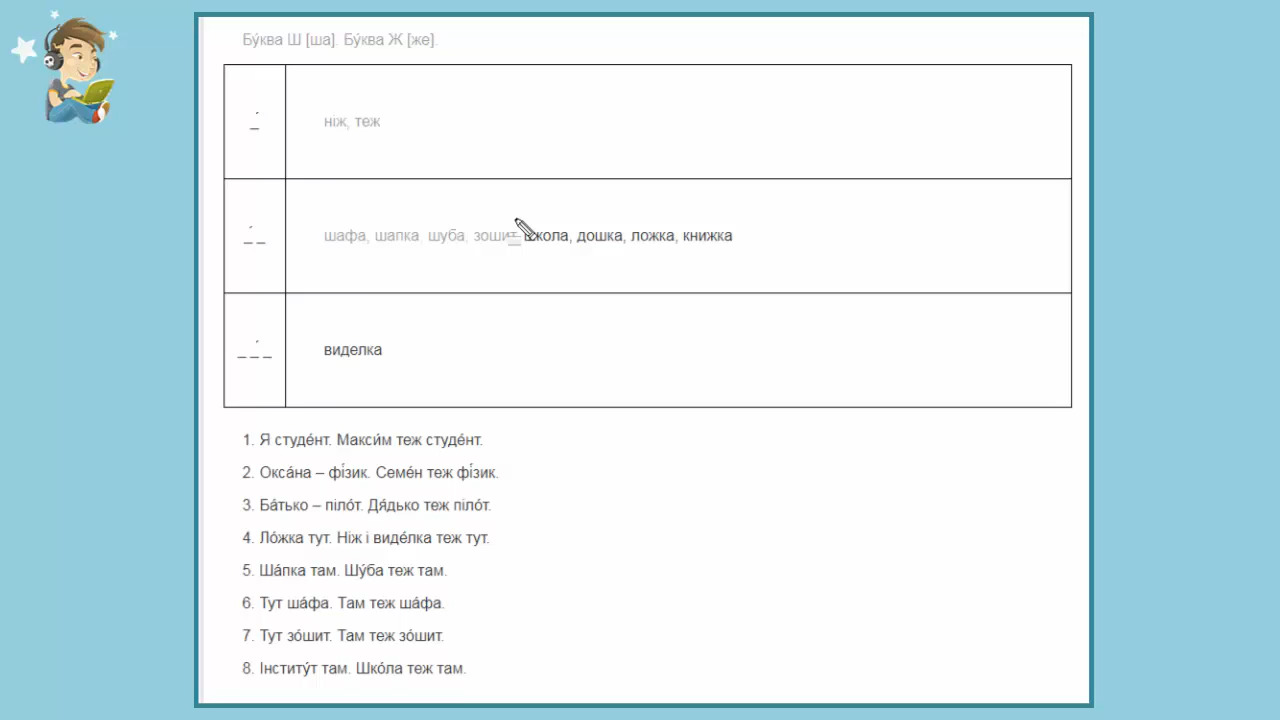 Бу́ква Ш [ша]. Бу́ква Ж [же].
ніж, теж
шафа, шапка, шуба, зошит, школа, дошка, ложка, книжка
виделка
1. Я студе́нт. Макси́м теж студе́нт.
2. Окса́на – фі́зик. Семе́н теж фі́зик.
3. Ба́тько – піло́т. Дя́дько теж піло́т.
4. Ло́жка тут. Ніж і виде́лка теж тут.
5. Ша́пка там. Шу́ба теж там.
6. Тут ша́фа. Там теж ша́фа.
7. Тут зо́шит. Там теж зо́шит.
8. Інститу́т там. Шко́ла теж там.